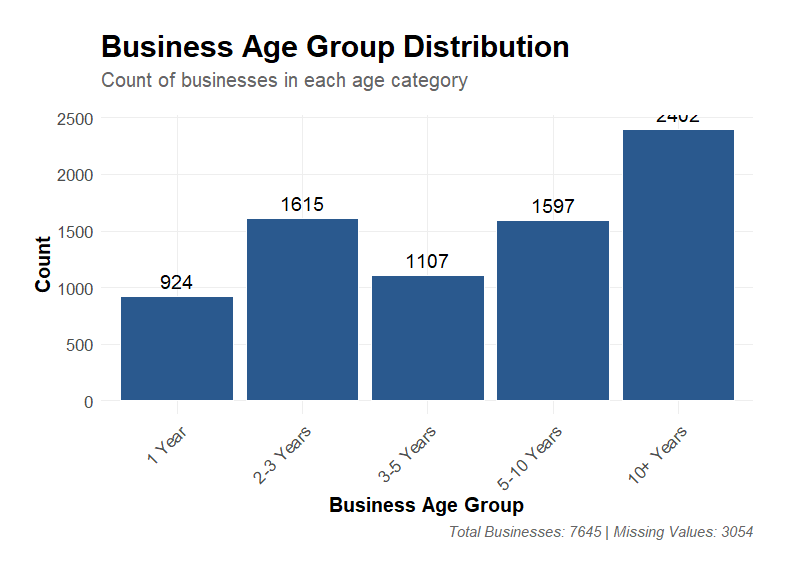 Business Age Group Distribution
Count of businesses in each age category
2500
2000
1500
1000
500
0
Count
924
1615
1107
1597
2402
1 Year
2-3 Years
3-5 Years
5-10 Years
10+ Years
Business Age Group
Total Businesses: 7645 | Missing Values: 3054